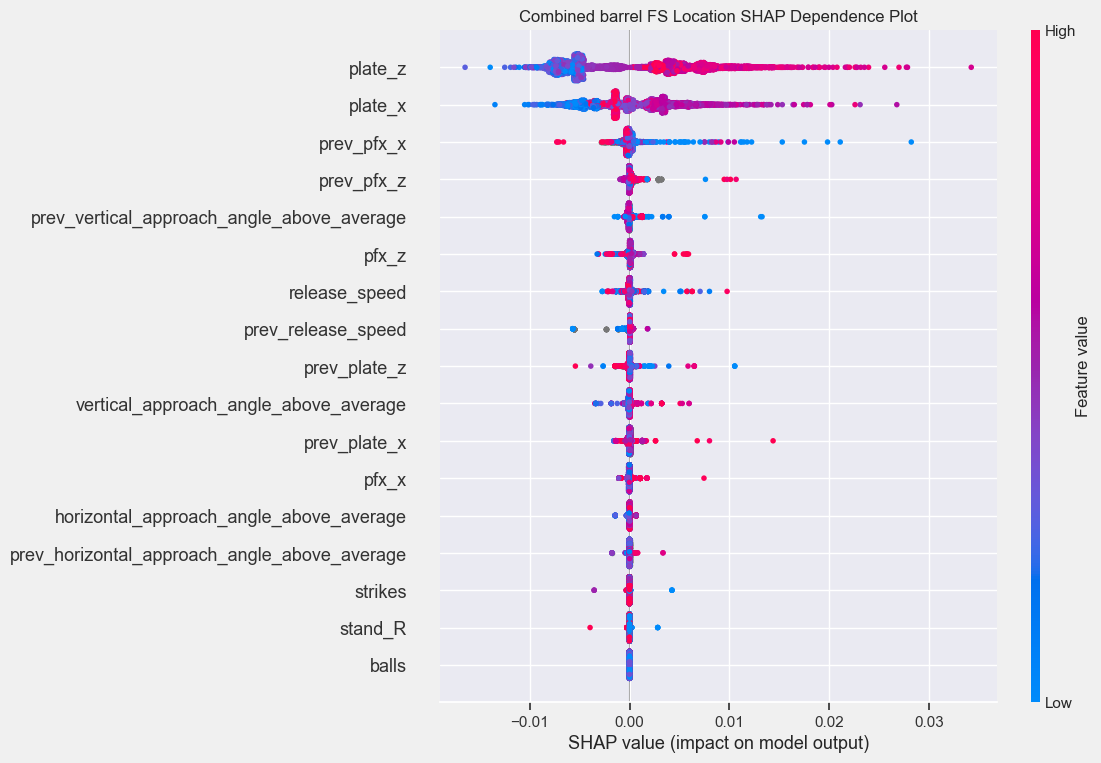 Combined barrel FS Location SHAP Dependence Plot
High
plate_z
plate_x
prev_pfx_x
prev_pfx_z
prev_vertical_approach_angle_above_average
pfx_z
release_speed
prev_release_speed
prev_plate_z
vertical_approach_angle_above_average
prev_plate_x
pfx_x
horizontal_approach_angle_above_average
prev_horizontal_approach_angle_above_average
strikes
stand_R
balls
Feature value
Low
−0.01 0.00 0.01 0.02 0.03
SHAP value (impact on model output)